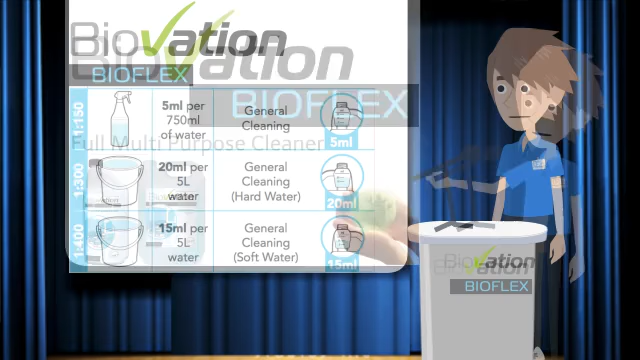 Biovation
BIOFLEX
Biovation
BIOFLEX
1:150
5ml per
750ml
of water
General
Cleaning
5ml
Full Multi Purpose Cleaner
1:300
20ml per
5L
water
General
Cleaning
(Hard Water)
20ml
1:400
15ml per
5L
water
General
Cleaning
(Soft Water)
15ml
Biovation
Biovation
BIOFLEX